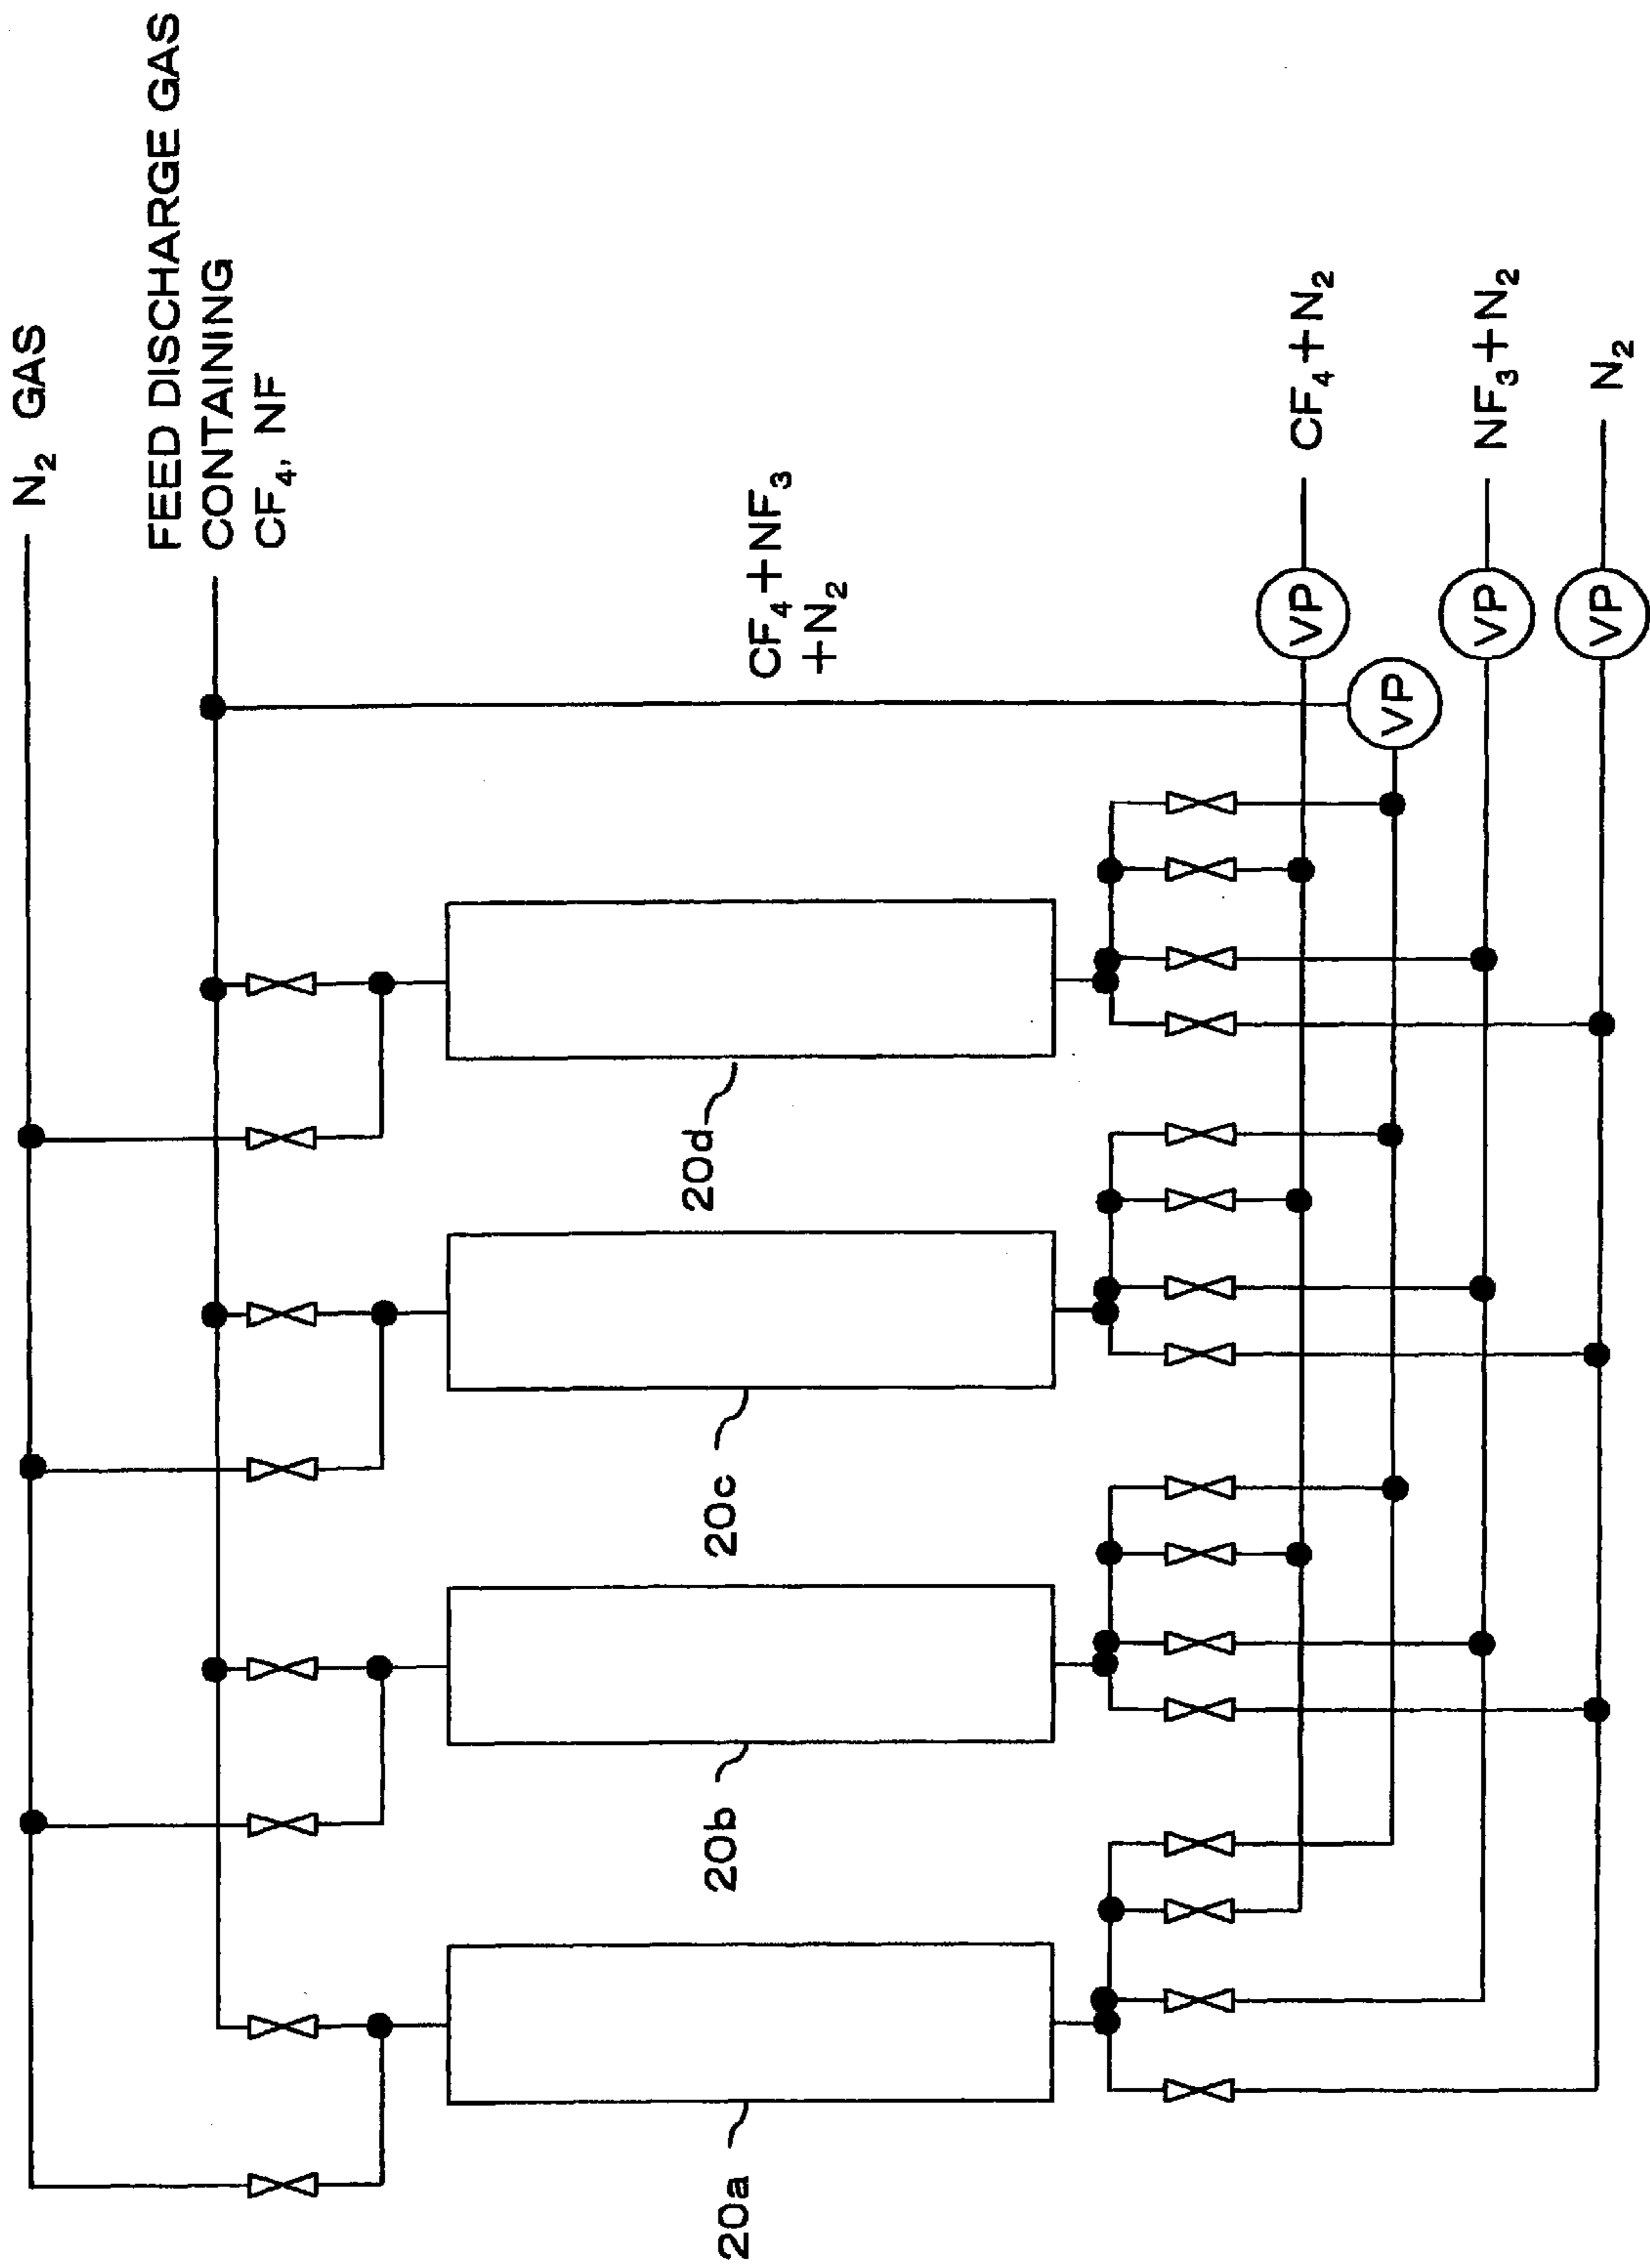 N₂ GAS
FEED DISCHARGE GAS
CONTAINING
CF₄, NF
CF₄+NF₃
+N₂
20a
20b
20c
20d
VP
CF₄+N₂
VP
VP
NF₃+N₂
VP
N₂